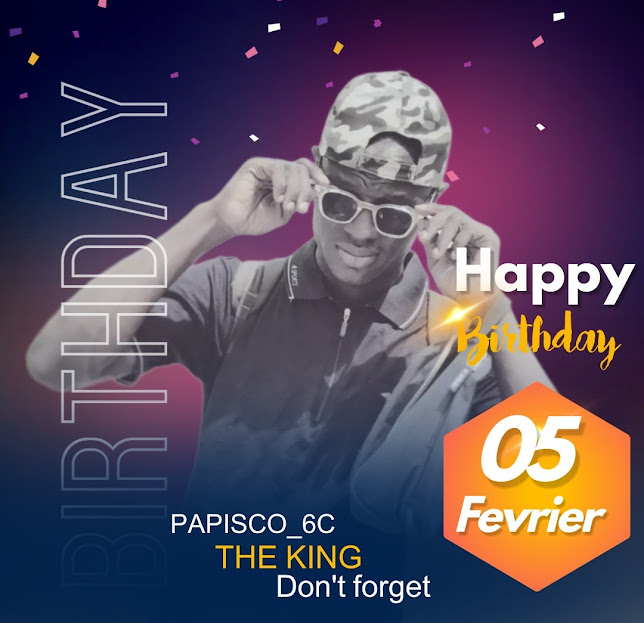 BIRTHDAY
Happy
Birthday
05
Fevrier
PAPISCO_6C
THE KING
Don't forget